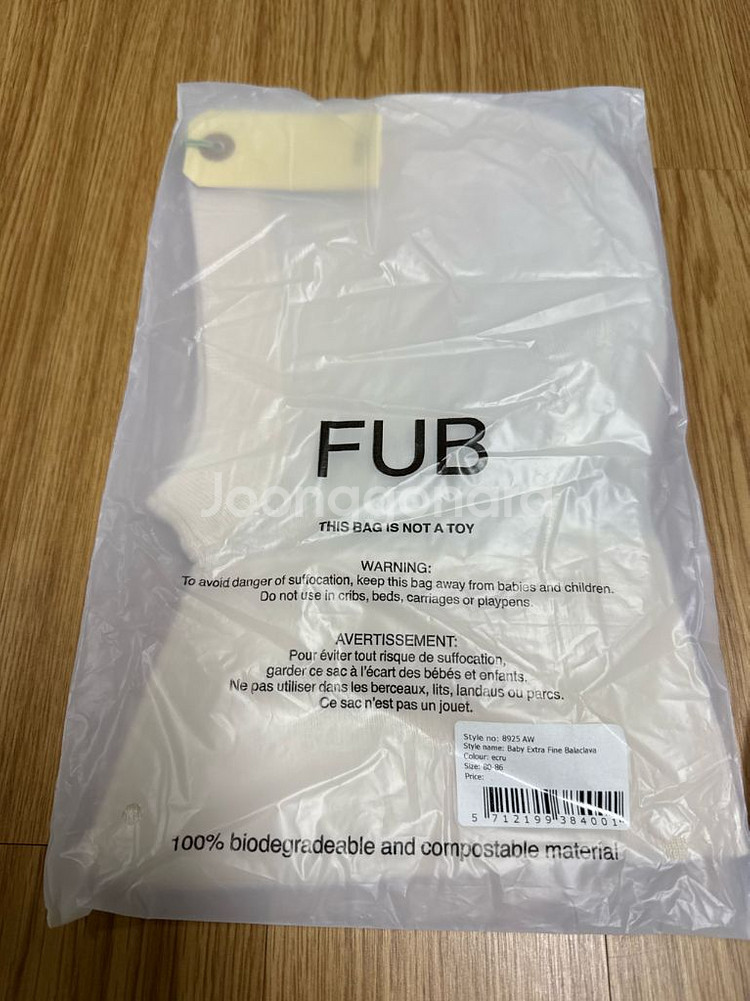 FUB
Joongonara
THIS BAG IS NOT A TOY
WARNING:
To avoid danger of suffocation, keep this bag away from babies and children.
Do not use in cribs, beds, carriages or playpens.
AVERTISSEMENT:
Pour éviter tout risque de suffocation,
garder ce sac à l'écart des bébés et enfants.
Ne pas utiliser dans les berceaux, lits, landaus ou parcs.
Ce sac n'est pas un jouet.
Style no: 8925 AW
Style name: Baby Extra Fine Balaclava
Colour: ecru
Size: 80-86
Price:
5 712199 384001
100% biodegradeable and compostable material